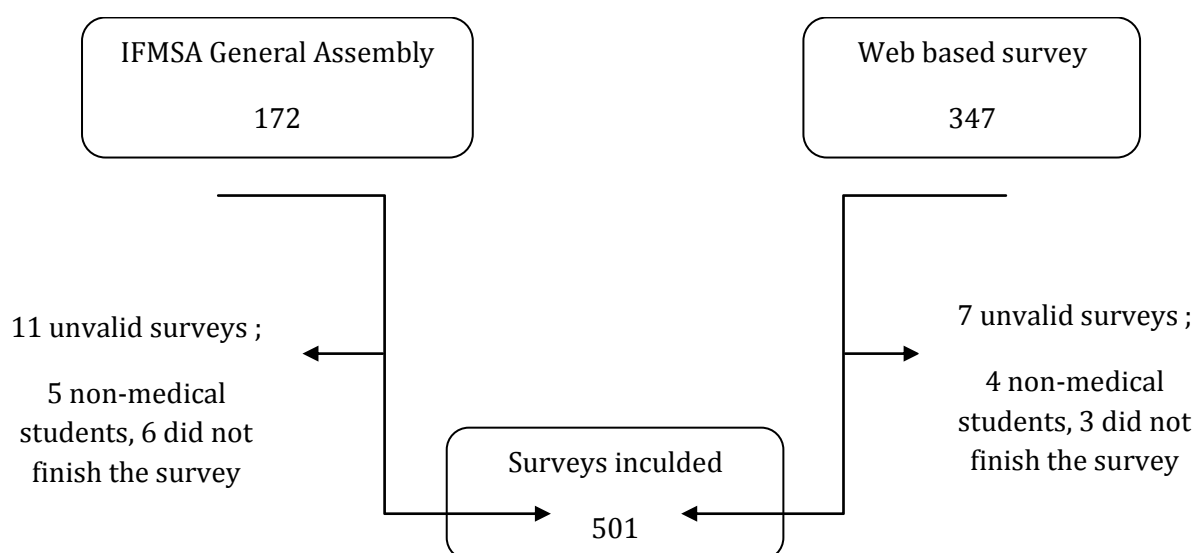 IFMSA General Assembly
172
Web based survey
347
11 unvalid surveys ;
5 non-medical
students, 6 did not
finish the survey
7 unvalid surveys ;
4 non-medical
students, 3 did not
finish the survey
Surveys inculded
501